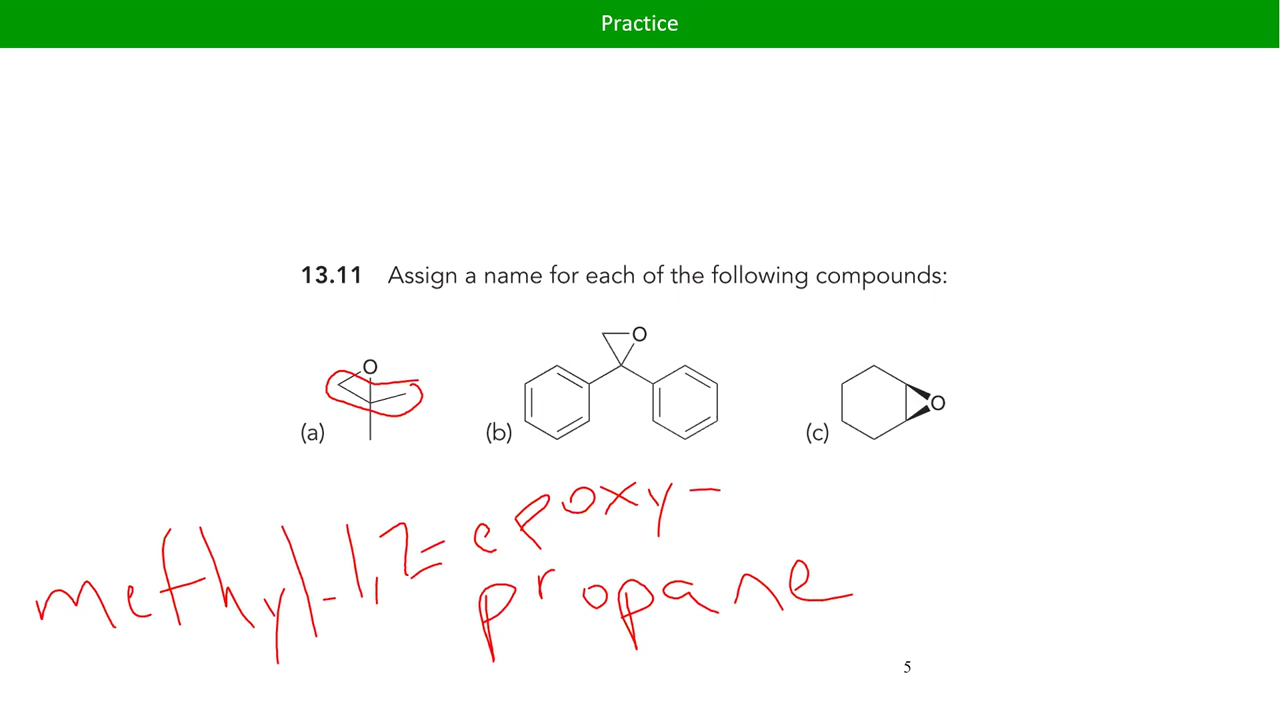 Practice
13.11 Assign a name for each of the following compounds:
O
O
O
(a)
(b)
(c)
methyl-1,2-epoxy-
propane
5